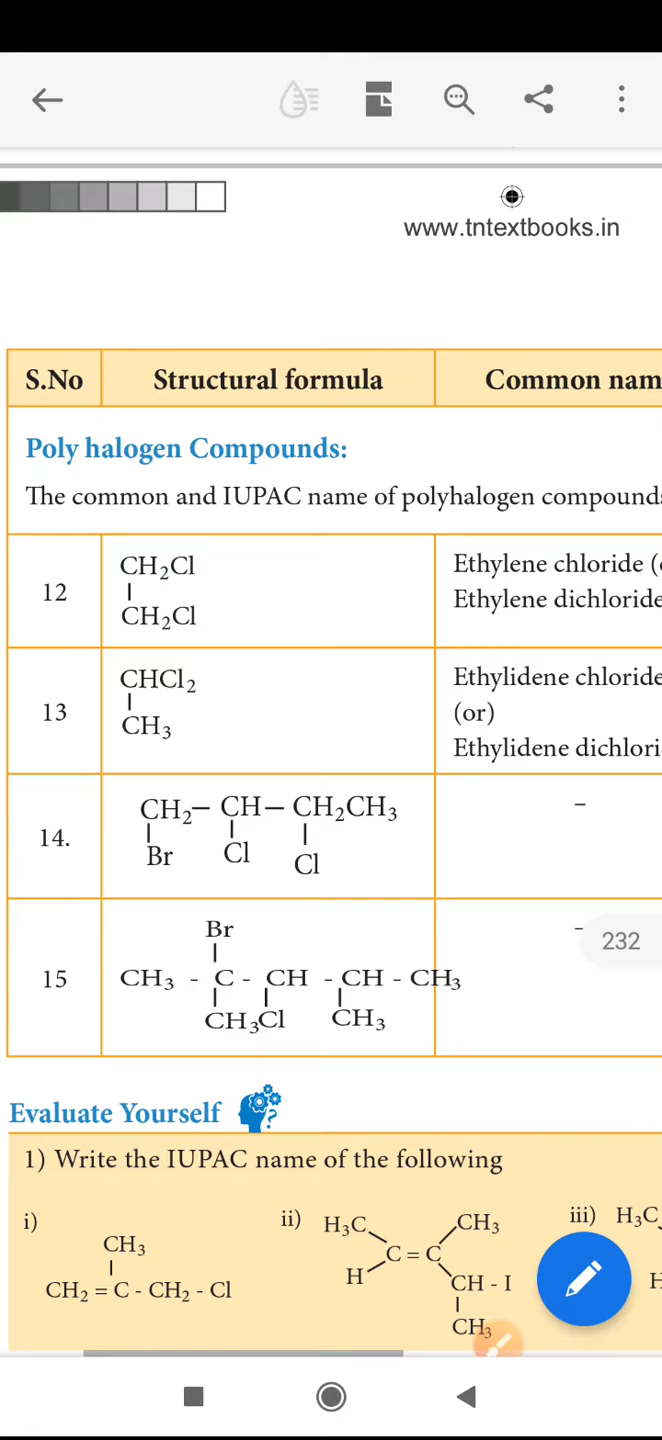 www.tntextbooks.in
S.No Structural formula Common nam
Poly halogen Compounds:
The common and IUPAC name of polyhalogen compounds
12
CH₂Cl
|
CH₂Cl
Ethylene chloride (
Ethylene dichloride
13
CHCl₂
|
CH₃
Ethylidene chloride
(or)
Ethylidene dichlori
14.
CH₂– CH– CH₂CH₃
Br Cl Cl
–
15
Br
CH₃ - C - CH - CH - CH₃
CH₃ Cl CH₃
-
232
Evaluate Yourself
1) Write the IUPAC name of the following
i)
CH₃
CH₂ = C - CH₂ - Cl
ii)
H₃C CH₃
C = C
H CH - I
CH₃
iii) H₃C
H